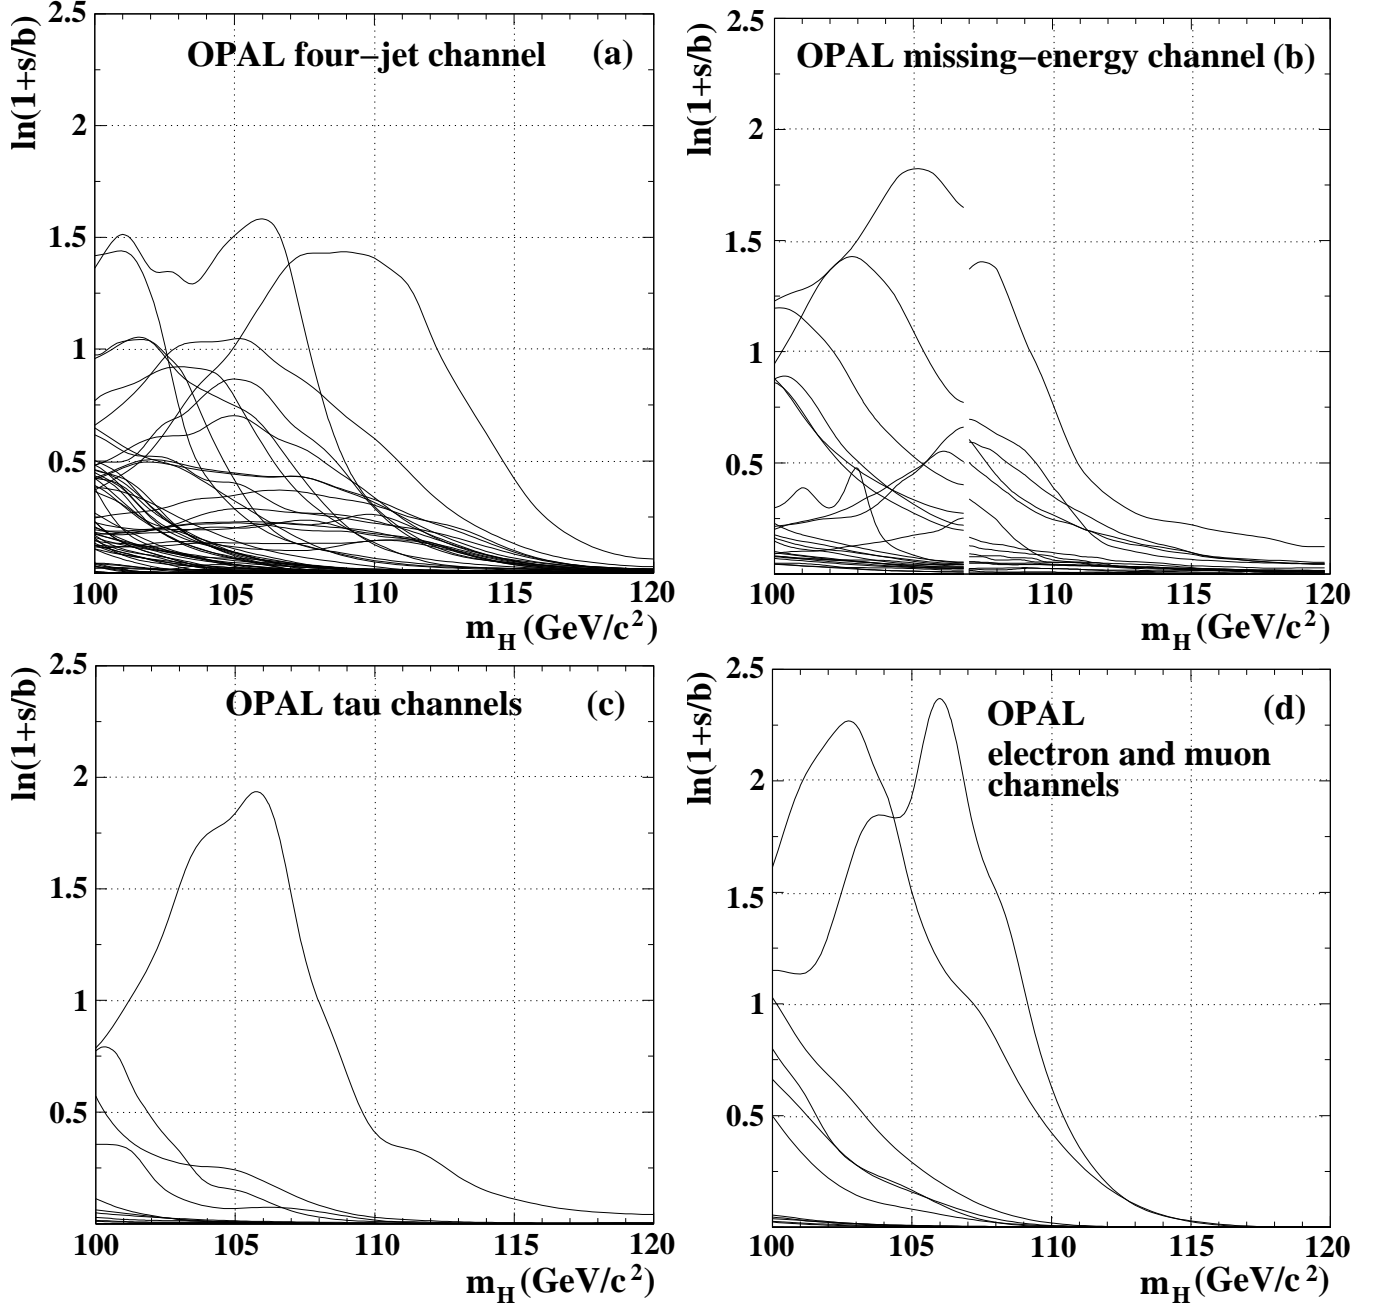 OPAL four−jet channel (a)
ln(1+s/b)
2.5
2
1.5
1
0.5
100 105 110 115 120
m_H (GeV/c²)
OPAL missing−energy channel (b)
ln(1+s/b)
2.5
2
1.5
1
0.5
100 105 110 115 120
m_H (GeV/c²)
OPAL tau channels (c)
ln(1+s/b)
2.5
2
1.5
1
0.5
100 105 110 115 120
m_H (GeV/c²)
OPAL (d)
electron and muon
channels
ln(1+s/b)
2.5
2
1.5
1
0.5
100 105 110 115 120
m_H (GeV/c²)